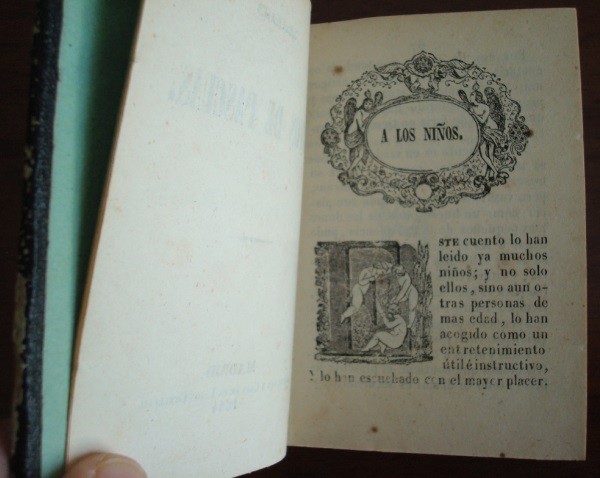 A LOS NIÑOS.
ESTE cuento lo han
leido ya muchos
niños; y no solo
ellos, sino aun o-
tras personas de
mas edad, lo han
acogido como un
entretenimiento
útil é instructivo,
y lo han escuchado con el mayor placer.